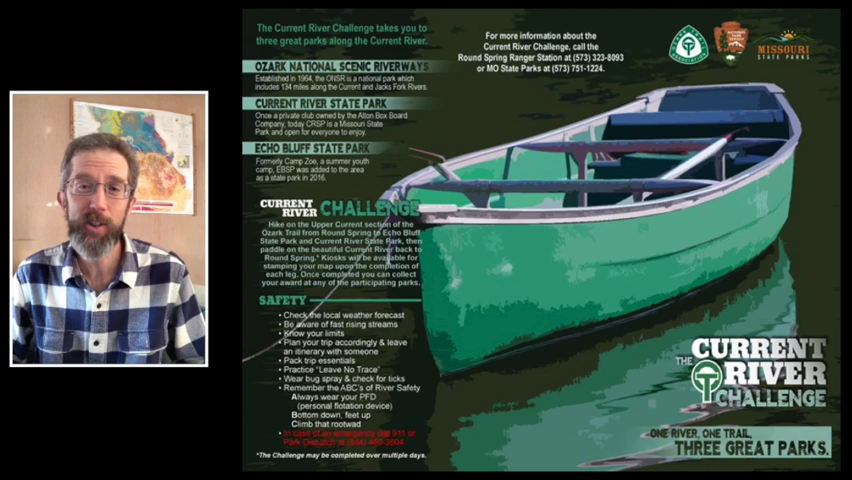 The Current River Challenge takes you to
three great parks along the Current River.
OZARK NATIONAL SCENIC RIVERWAYS
Established in 1964, the ONSR is a national park which
includes 134 miles along the Current and Jacks Fork Rivers.
CURRENT RIVER STATE PARK
Once a private club owned by the Alton Box Board
Company, today CRSP is a Missouri State
Park and open for everyone to enjoy.
ECHO BLUFF STATE PARK
Formerly Camp Zoe, a summer youth
camp, EBSP was added to the area
as a state park in 2016.
CURRENT RIVER CHALLENGE
Hike on the Upper Current section of the
Ozark Trail from Round Spring to Echo Bluff
State Park and Current River State Park, then
paddle on the beautiful Current River back to
Round Spring.* Kiosks will be available for
stamping your map upon the completion of
each leg. Once completed you can collect
your award at any of the participating parks.
SAFETY
• Check the local weather forecast
• Be aware of fast rising streams
• Know your limits
• Plan your trip accordingly & leave
an itinerary with someone
• Pack trip essentials
• Practice "Leave No Trace"
• Wear bug spray & check for ticks
• Remember the ABC's of River Safety
Always wear your PFD
(personal flotation device)
Bottom down, feet up
Climb that rootwad
• In case of an emergency dial 911 or
Park Dispatch at
*The Challenge may be completed over multiple days.
For more information about the
Current River Challenge, call the
Round Spring Ranger Station at (573) 323-8093
or MO State Parks at (573) 751-1224.
MISSOURI
STATE PARKS
THE CURRENT
RIVER
CHALLENGE
ONE RIVER, ONE TRAIL,
THREE GREAT PARKS.